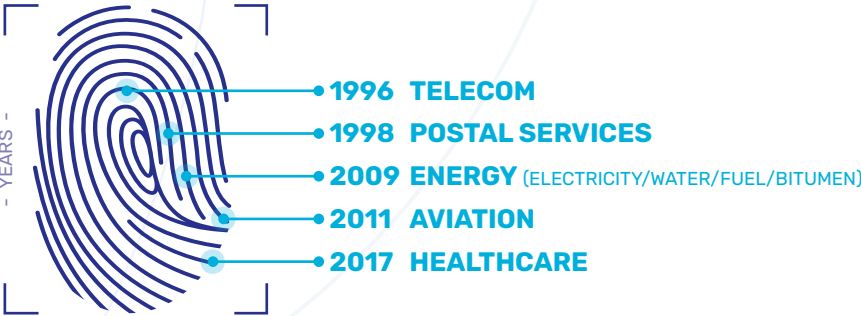 - YEARS -
1996 TELECOM
1998 POSTAL SERVICES
2009 ENERGY (ELECTRICITY/WATER/FUEL/BITUMEN)
2011 AVIATION
2017 HEALTHCARE